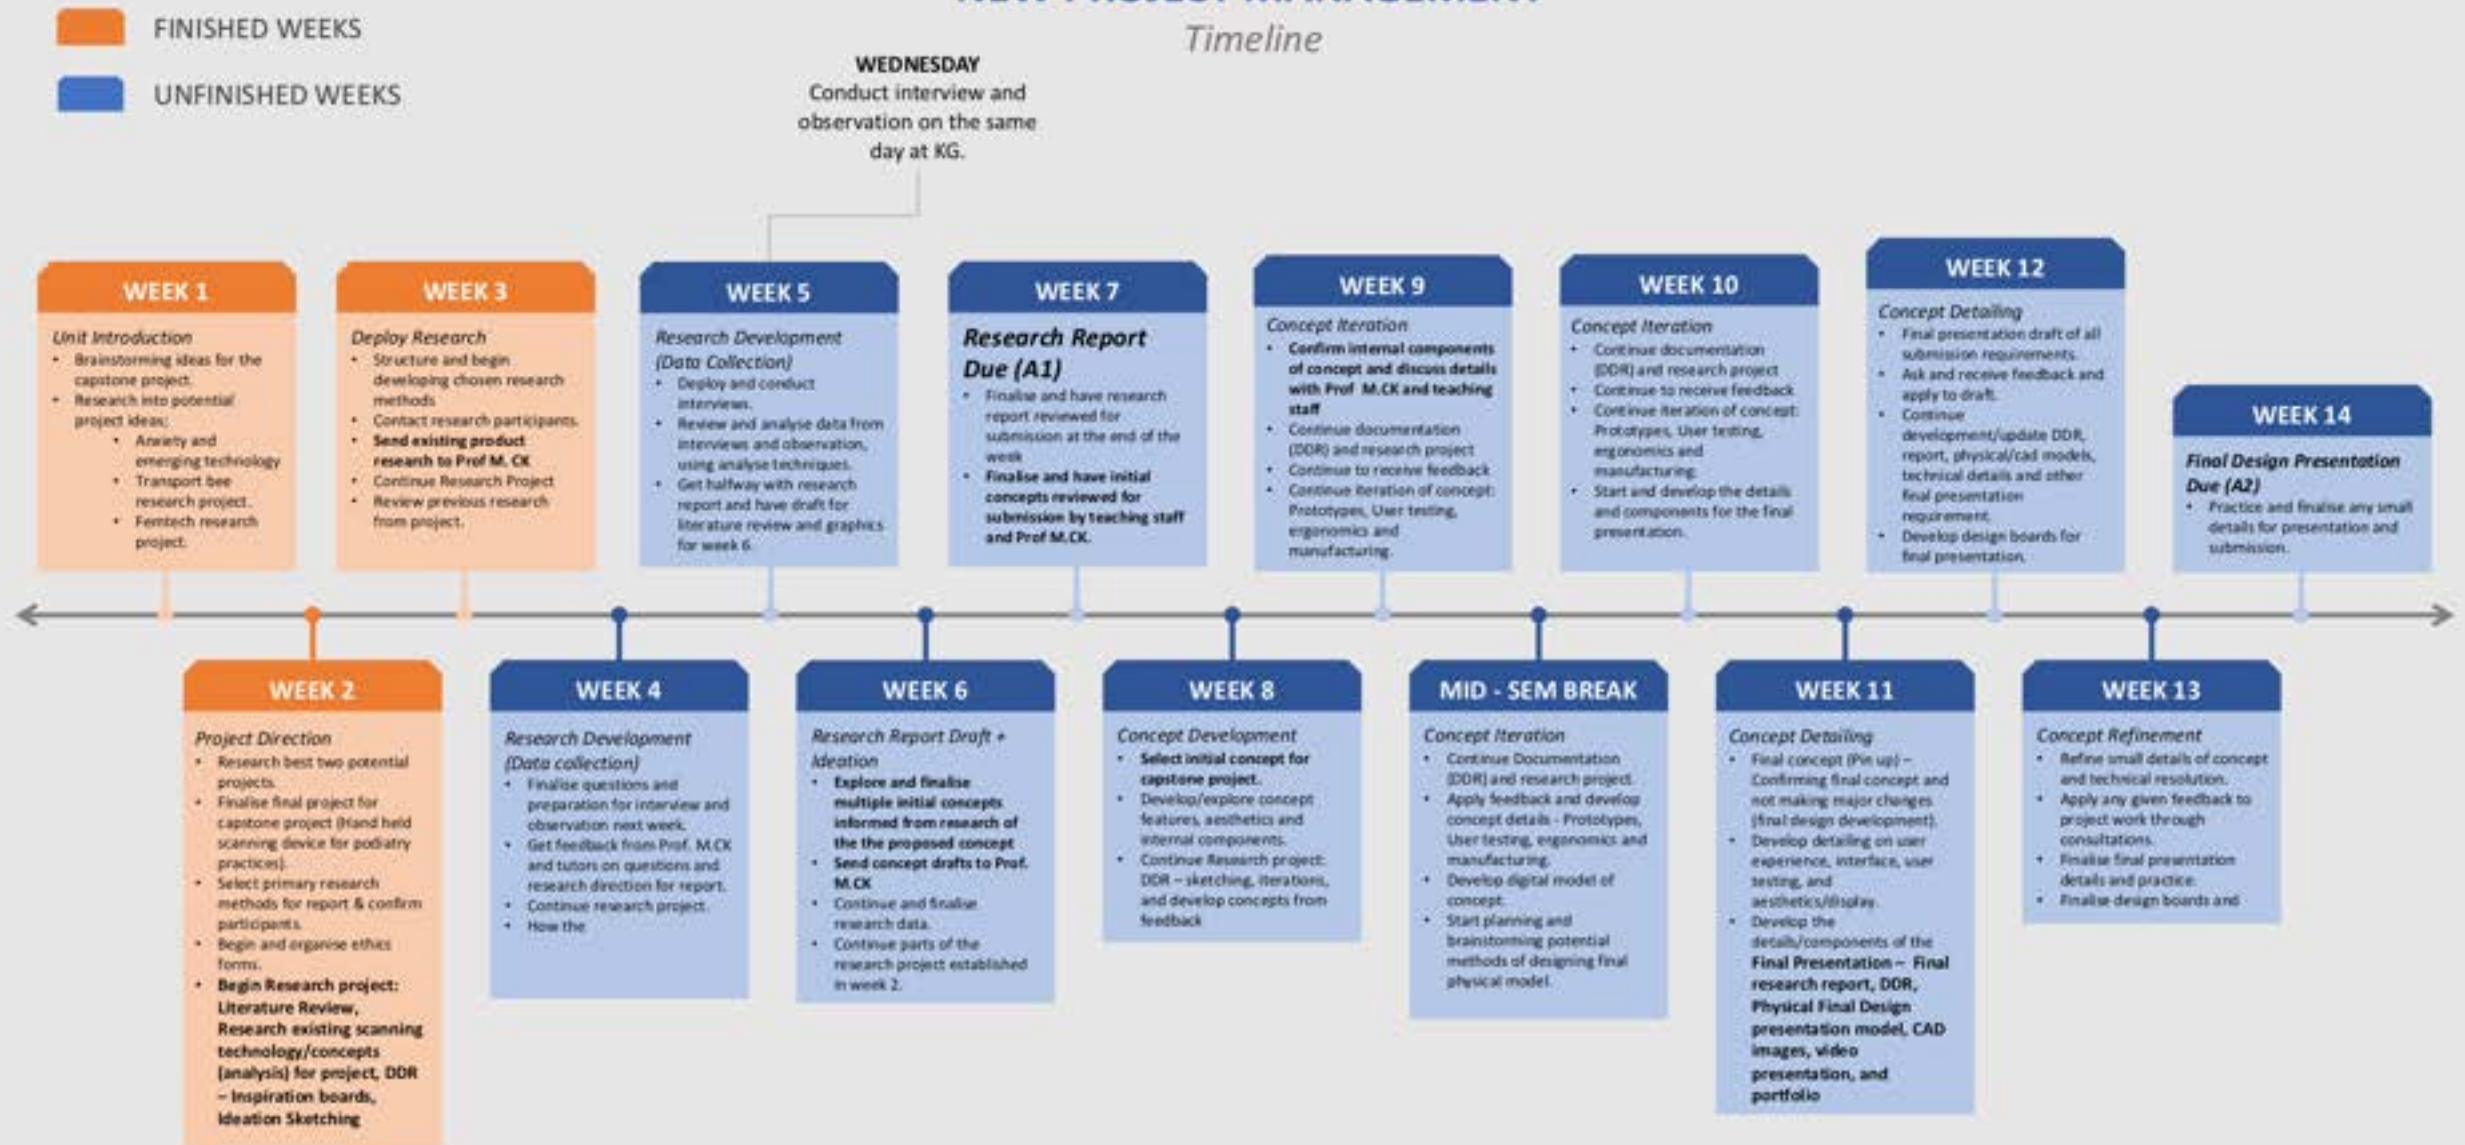 NEW PROJECT MANAGEMENT
Timeline
FINISHED WEEKS
UNFINISHED WEEKS
WEDNESDAY
Conduct interview and
observation on the same
day at KG.
WEEK 1
Unit Introduction
• Brainstorming ideas for the
capstone project.
• Research into potential
project ideas;
• Anxiety and
emerging technology
• Transport bee
research project.
• Femtech research
project.
WEEK 2
Project Direction
• Research best two potential
projects.
• Finalise final project for
capstone project (Hand held
scanning device for podiatry
practices).
• Select primary research
methods for report & confirm
participants.
• Begin and organise ethics
forms.
• Begin Research project:
Literature Review,
Research existing scanning
technology/concepts
(analysis) for project, DDR
– Inspiration boards,
Ideation Sketching
WEEK 3
Deploy Research
• Structure and begin
developing chosen research
methods
• Contact research participants.
• Send existing product
research to Prof M. CK
• Continue Research Project
• Review previous research
from project.
WEEK 4
Research Development
(Data collection)
• Finalise questions and
preparation for interview and
observation next week.
• Get feedback from Prof. M.CK
and tutors on questions and
research direction for report.
• Continue research project.
• How the
WEEK 5
Research Development
(Data Collection)
• Deploy and conduct
interviews.
• Review and analyse data from
interviews and observation,
using analyse techniques.
• Get halfway with research
report and have draft for
literature review and graphics
for week 6.
WEEK 6
Research Report Draft +
Ideation
• Explore and finalise
multiple initial concepts
informed from research of
the the proposed concept
• Send concept drafts to Prof.
M.CK
• Continue and finalise
research data.
• Continue parts of the
research project established
in week 2.
WEEK 7
Research Report
Due (A1)
• Finalise and have research
report reviewed for
submission at the end of the
week
• Finalise and have initial
concepts reviewed for
submission by teaching staff
and Prof M.CK.
WEEK 8
Concept Development
• Select initial concept for
capstone project.
• Develop/explore concept
features, aesthetics and
internal components.
• Continue Research project:
DDR – sketching, iterations,
and develop concepts from
feedback
WEEK 9
Concept Iteration
• Confirm internal components
of concept and discuss details
with Prof M.CK and teaching
staff
• Continue documentation
(DDR) and research project
• Continue to receive feedback
• Continue iteration of concept:
Prototypes, User testing,
ergonomics and
manufacturing.
MID - SEM BREAK
Concept Iteration
• Continue Documentation
(DDR) and research project
• Apply feedback and develop
concept details - Prototypes,
User testing, ergonomics and
manufacturing.
• Develop digital model of
concept.
• Start planning and
brainstorming potential
methods of designing final
physical model.
WEEK 10
Concept Iteration
• Continue documentation
(DDR) and research project
• Continue to receive feedback
• Continue iteration of concept:
Prototypes, User testing,
ergonomics and
manufacturing.
• Start and develop the details
and components for the final
presentation.
WEEK 11
Concept Detailing
• Final concept (Pin up) –
Confirming final concept and
not making major changes
(final design development).
• Develop detailing on user
experience, interface, user
testing, and
aesthetics/display.
• Develop the
details/components of the
Final Presentation – Final
research report, DDR,
Physical Final Design
presentation model, CAD
images, video
presentation, and
portfolio
WEEK 12
Concept Detailing
• Final presentation draft of all
submission requirements.
• Ask and receive feedback and
apply to draft.
• Continue
development/update DDR,
report, physical/cad models,
technical details and other
final presentation
requirement.
• Develop design boards for
final presentation.
WEEK 13
Concept Refinement
• Refine small details of concept
and technical resolution.
• Apply any given feedback to
project work through
consultations.
• Finalise final presentation
details and practice.
• Finalise design boards and
WEEK 14
Final Design Presentation
Due (A2)
• Practice and finalise any small
details for presentation and
submission.